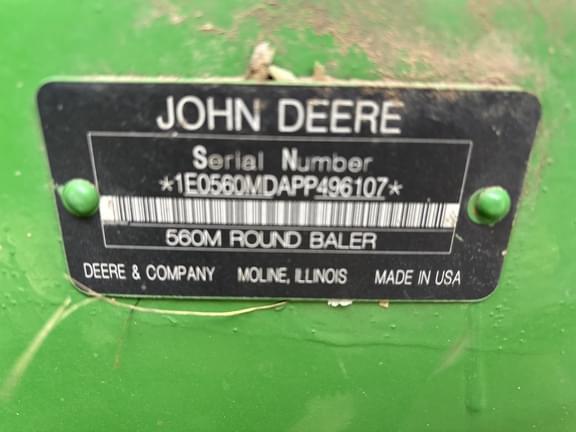 JOHN DEERE
Serial Number
*1E0560MDAPP496107*
560M ROUND BALER
DEERE & COMPANY MOLINE, ILLINOIS MADE IN USA